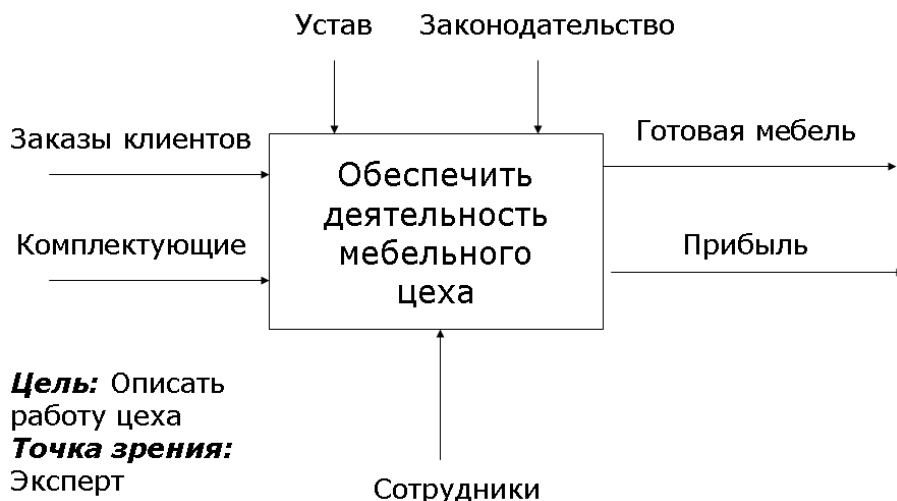 Устав Законодательство
Заказы клиентов
Готовая мебель
Обеспечить
деятельность
мебельного
цеха
Комплектующие
Прибыль
Цель: Описать
работу цеха
Точка зрения:
Эксперт
Сотрудники